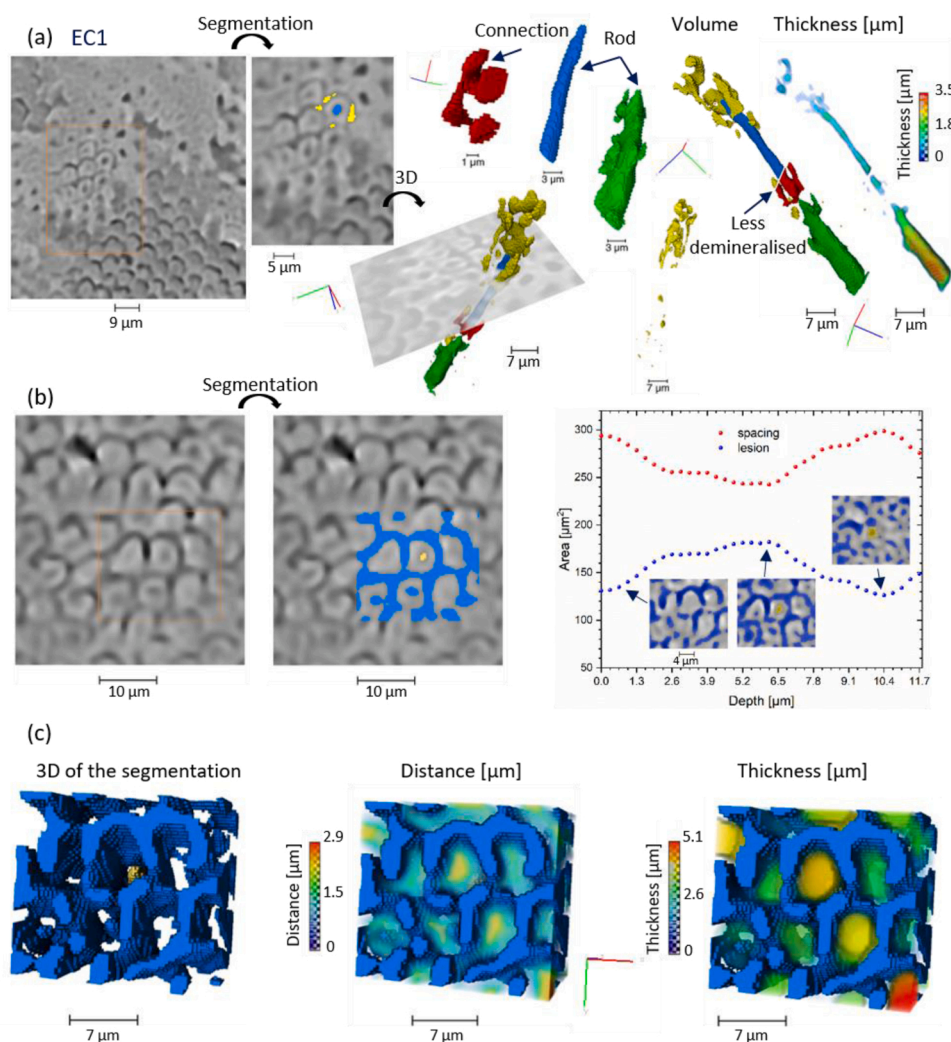 (a) EC1
Segmentation
Connection
Rod
Volume
Thickness [µm]
Thickness [µm]
3.5
1.8
0
1 µm
3 µm
3 µm
3D
Less
demineralised
5 µm
9 µm
7 µm
7 µm
7 µm
7 µm
(b)
Segmentation
10 µm
10 µm
Area [µm²]
300
250
200
150
100
50
spacing
lesion
4 µm
0.0 1.3 2.6 3.9 5.2 6.5 7.8 9.1 10.4 11.7
Depth [µm]
(c)
3D of the segmentation
Distance [µm]
Thickness [µm]
Distance [µm]
2.9
1.5
0
Thickness [µm]
5.1
2.6
0
7 µm
7 µm
7 µm